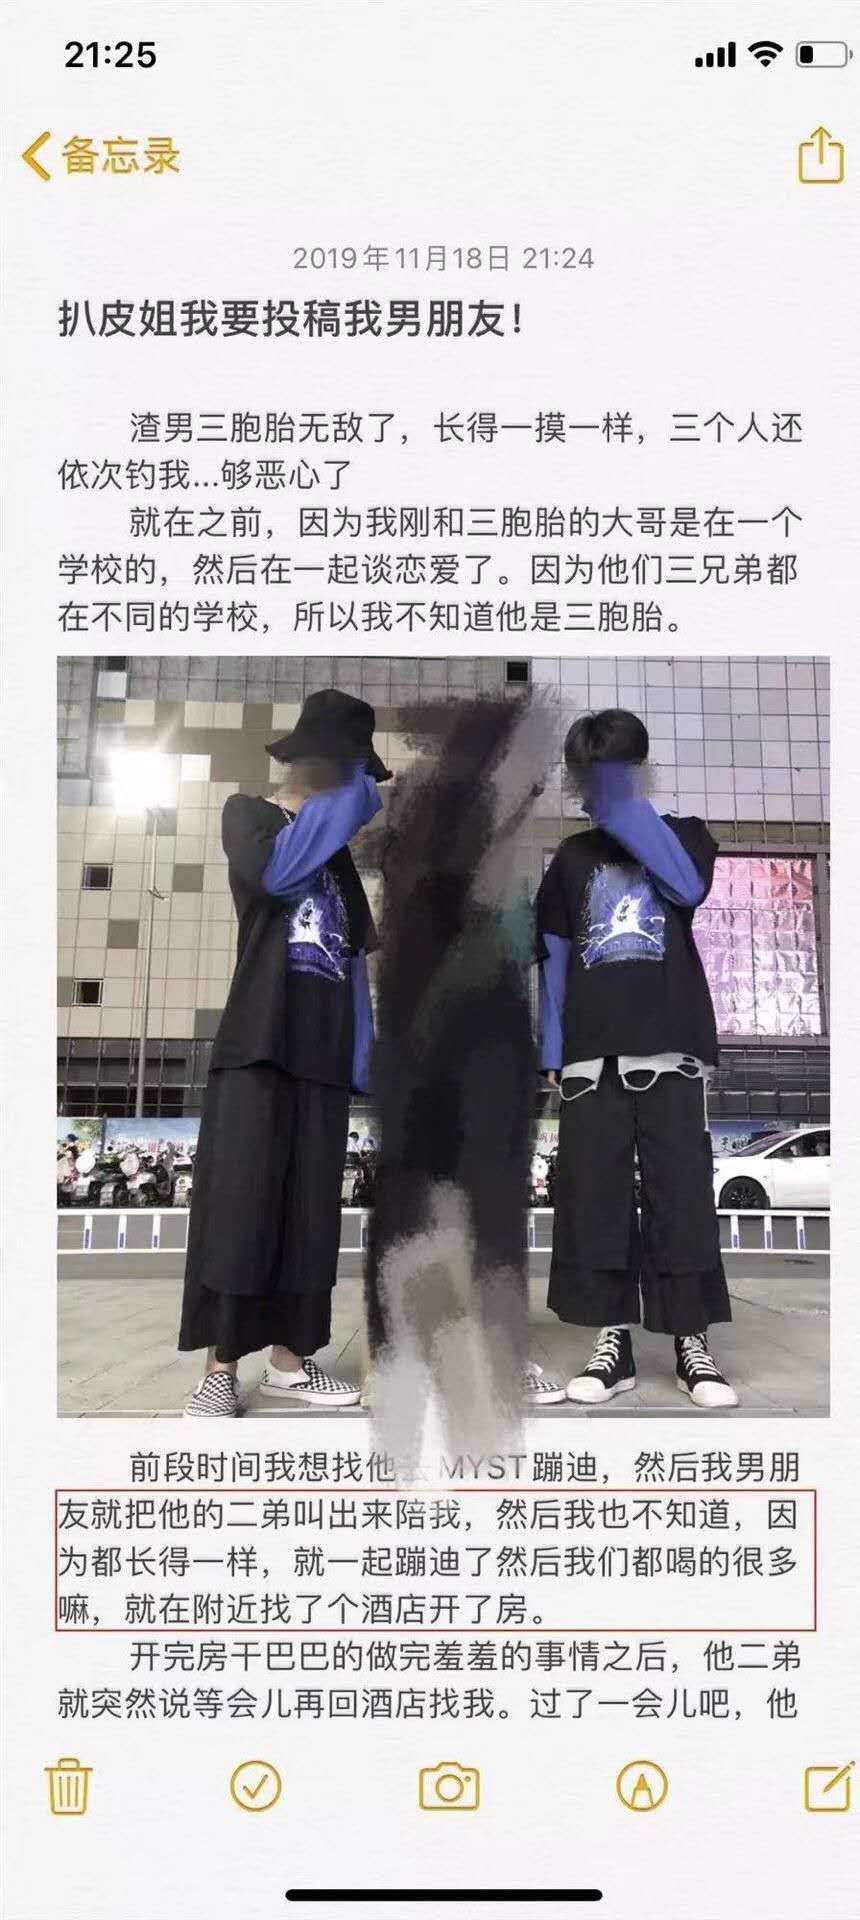 21:25
备忘录
2019年11月18日 21:24
扒皮姐我要投稿我男朋友！
渣男三胞胎无敌了，长得一摸一样，三个人还
依次钓我...够恶心了
就在之前，因为我刚和三胞胎的大哥是在一个
学校的，然后在一起谈恋爱了。因为他们三兄弟都
在不同的学校，所以我不知道他是三胞胎。
前段时间我想找他去MYST蹦迪，然后我男朋
友就把他的二弟叫出来陪我，然后我也不知道，因
为都长得一样，就一起蹦迪了然后我们都喝的很多
嘛，就在附近找了个酒店开了房。
开完房干巴巴的做完羞羞的事情之后，他二弟
就突然说等会儿再回酒店找我。过了一会儿吧，他